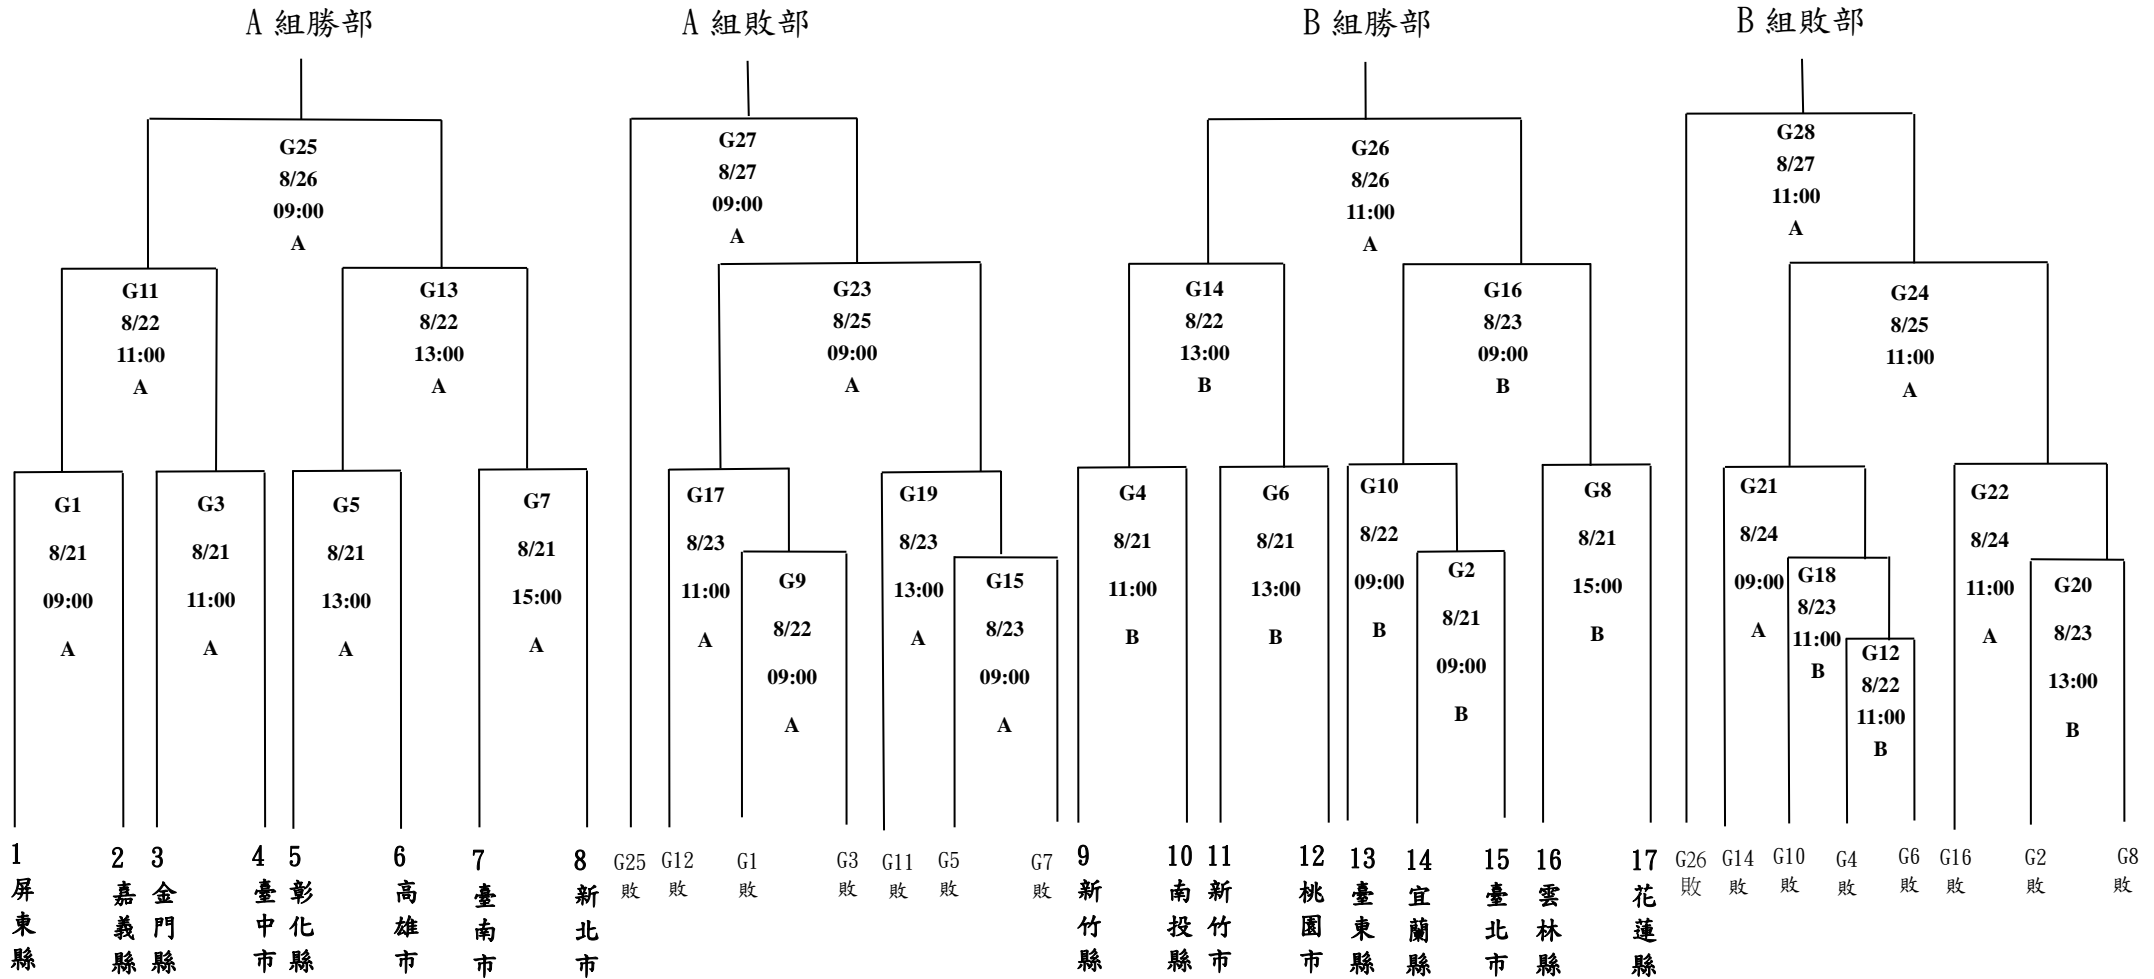 A 組勝部
A 組敗部
B 組勝部
B 組敗部
G25
8/26
09:00
A
G11
8/22
11:00
A
G13
8/22
13:00
A
G1
8/21
09:00
A
G3
8/21
11:00
A
G5
8/21
13:00
A
G7
8/21
15:00
A
1
屏東縣
2
嘉義縣
3
金門縣
4
臺中市
5
彰化縣
6
高雄市
7
臺南市
8
新北市
G27
8/27
09:00
A
G23
8/25
09:00
A
G17
8/23
11:00
A
G9
8/22
09:00
A
G19
8/23
13:00
A
G15
8/23
09:00
A
G25
敗
G12
敗
G1
敗
G3
敗
G11
敗
G5
敗
G7
敗
G26
8/26
11:00
A
G14
8/22
13:00
B
G16
8/23
09:00
B
G4
8/21
11:00
B
G6
8/21
13:00
B
G10
8/22
09:00
B
G2
8/21
09:00
B
G8
8/21
15:00
B
9
新竹縣
10
南投縣
11
新竹市
12
桃園市
13
臺東縣
14
宜蘭縣
15
臺北市
16
雲林縣
17
花蓮縣
G28
8/27
11:00
A
G24
8/25
11:00
A
G21
8/24
09:00
A
G18
8/23
11:00
B
G12
8/22
11:00
B
G22
8/24
11:00
A
G20
8/23
13:00
B
G26
敗
G14
敗
G10
敗
G4
敗
G6
敗
G16
敗
G2
敗
G8
敗